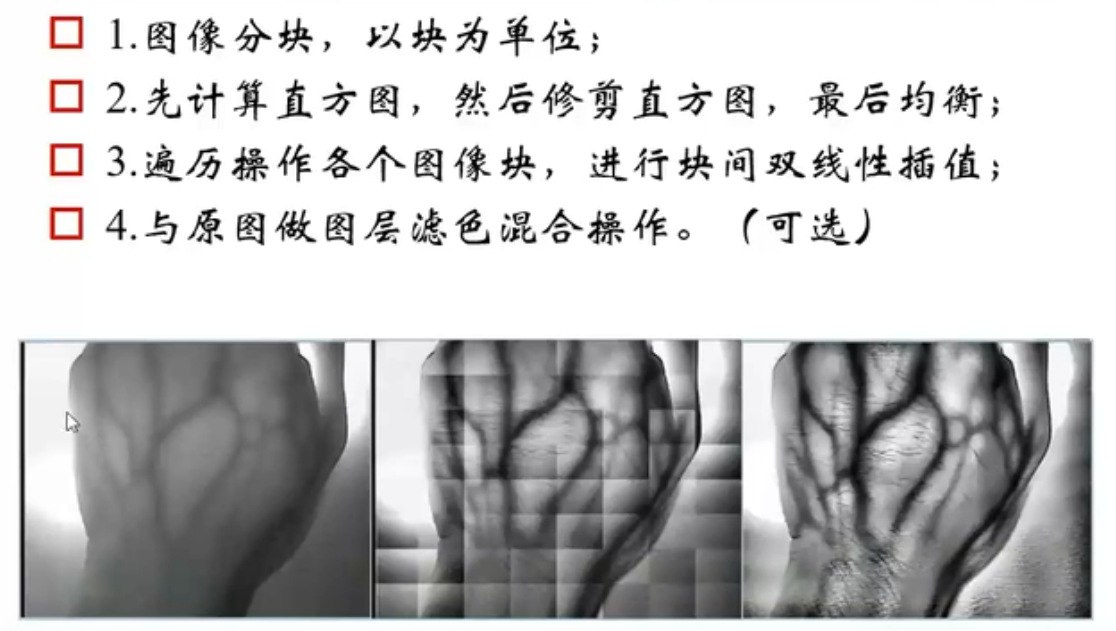 1.图像分块，以块为单位；
2.先计算直方图，然后修剪直方图，最后均衡；
3.遍历操作各个图像块，进行块间双线性插值；
4.与原图做图层滤色混合操作。（可选）